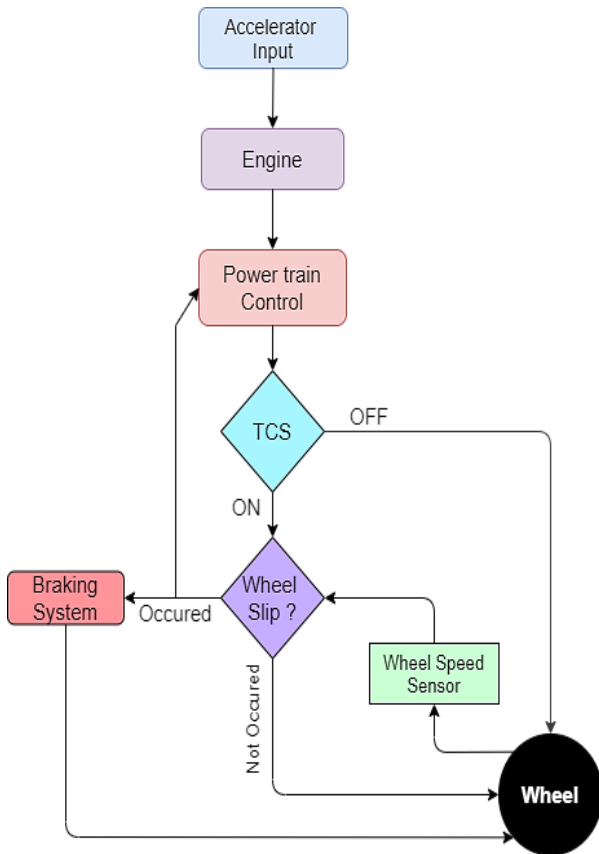 Accelerator
Input
Engine
Power train
Control
TCS
OFF
ON
Wheel
Slip ?
Braking
System
Occured
Wheel Speed
Sensor
Not Occured
Wheel